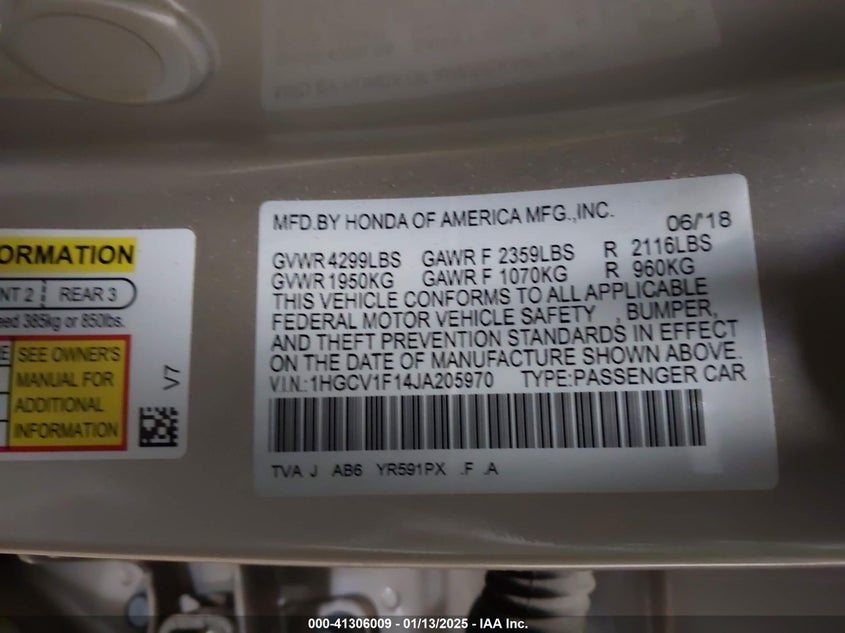 MFD.BY HONDA OF AMERICA MFG.,INC. 06/'18
GVWR 4299LBS GAWR F 2359LBS R 2116LBS
GVWR 1950KG GAWR F 1070KG R 960KG
THIS VEHICLE CONFORMS TO ALL APPLICABLE
FEDERAL MOTOR VEHICLE SAFETY , BUMPER,
AND THEFT PREVENTION STANDARDS IN EFFECT
ON THE DATE OF MANUFACTURE SHOWN ABOVE.
V.I.N.:1HGCV1F14JA205970 TYPE:PASSENGER CAR
TVA J AB6 YR591PX .F .A
ORMATION
NT 2 REAR 3
eed 385kg or 850lbs.
SEE OWNER'S
MANUAL FOR
ADDITIONAL
INFORMATION
V7
000-41306009 — 01/13/2025 — IAA Inc.